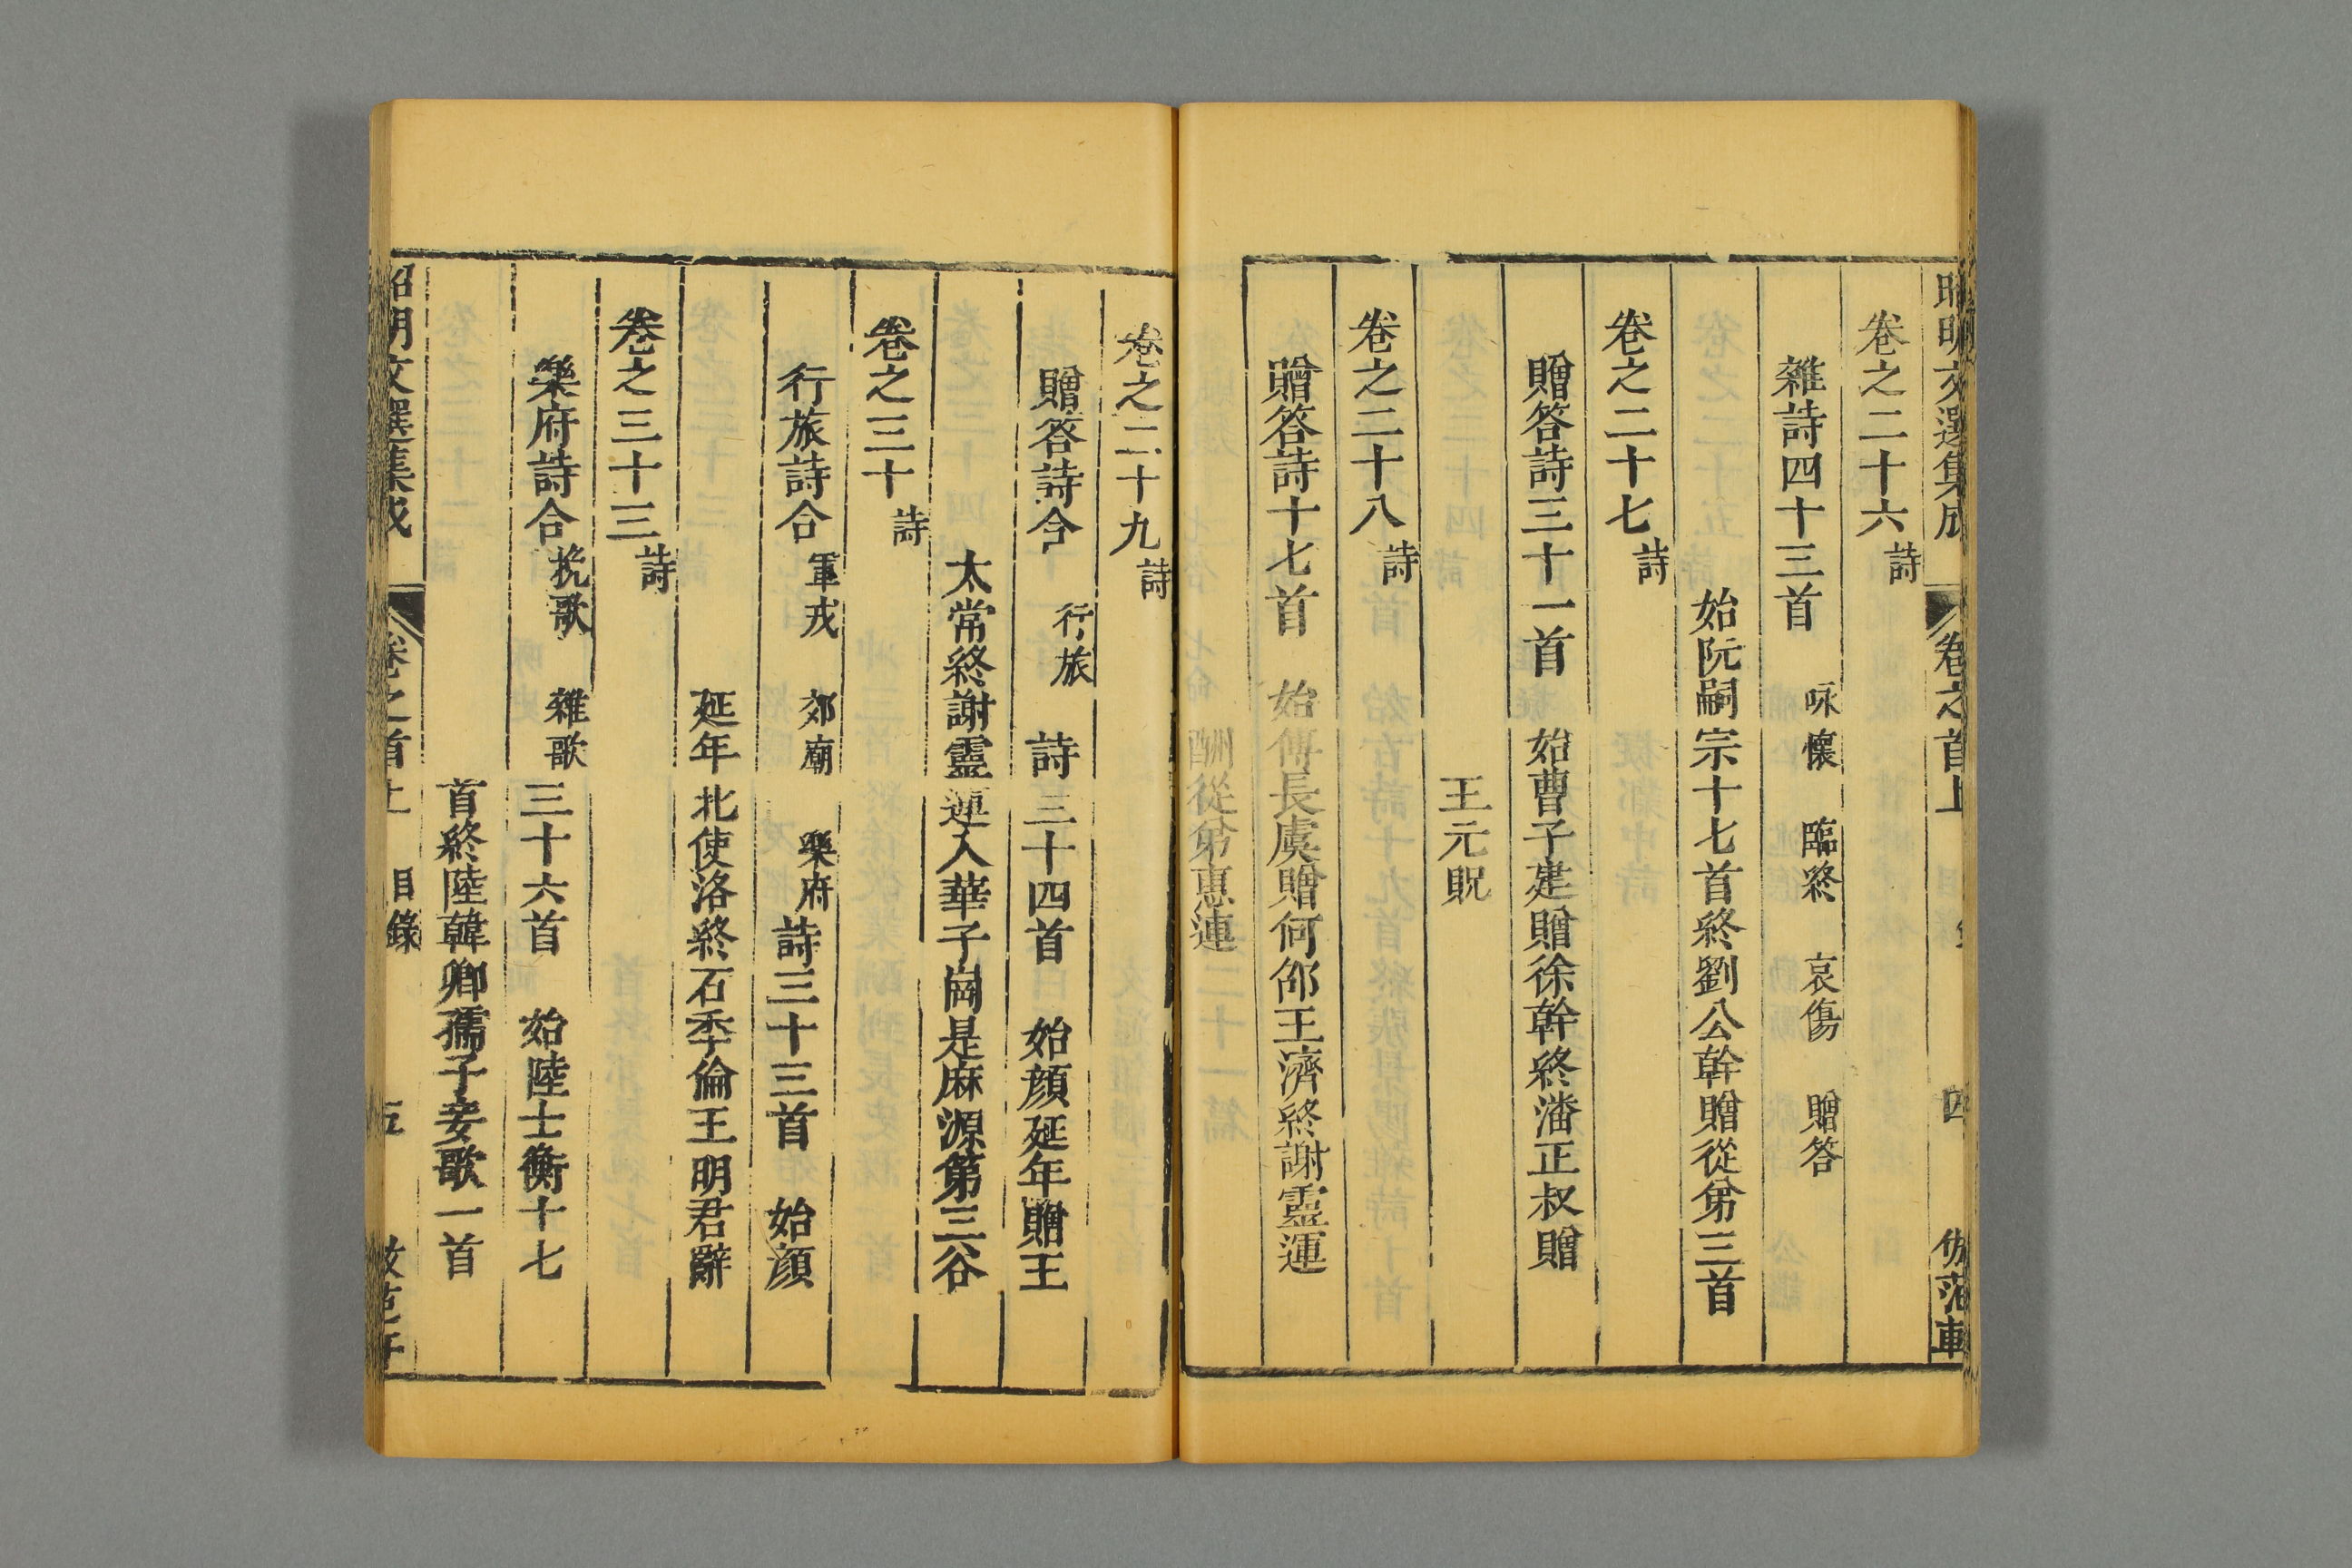 昭明文選集成 卷之首上 四 仿范軒
卷之二十六 詩
雜詩四十三首 咏懷 臨終 哀傷 贈答
始阮嗣宗十七首終劉公幹贈從弟三首
卷之二十七 詩
贈答詩三十一首 始曹子建贈徐幹終潘正叔贈
王元貺
卷之二十八 詩
贈答詩十七首 始傅長虞贈何邵王濟終謝靈運
酬從弟惠連
卷之二十九 詩
贈答詩合 行旅 詩三十四首 始顏延年贈王
太常終謝靈運入華子崗是麻源第三谷
卷之三十 詩
行旅詩合 軍戎 郊廟 樂府 詩三十三首 始顏
延年北使洛終石季倫王明君辭
卷之三十三 詩
樂府詩合 挽歌 雜歌 三十六首 始陸士衡十七
首終陸韓卿孺子妾歌一首
昭明文選集成 卷之首上 目錄 五